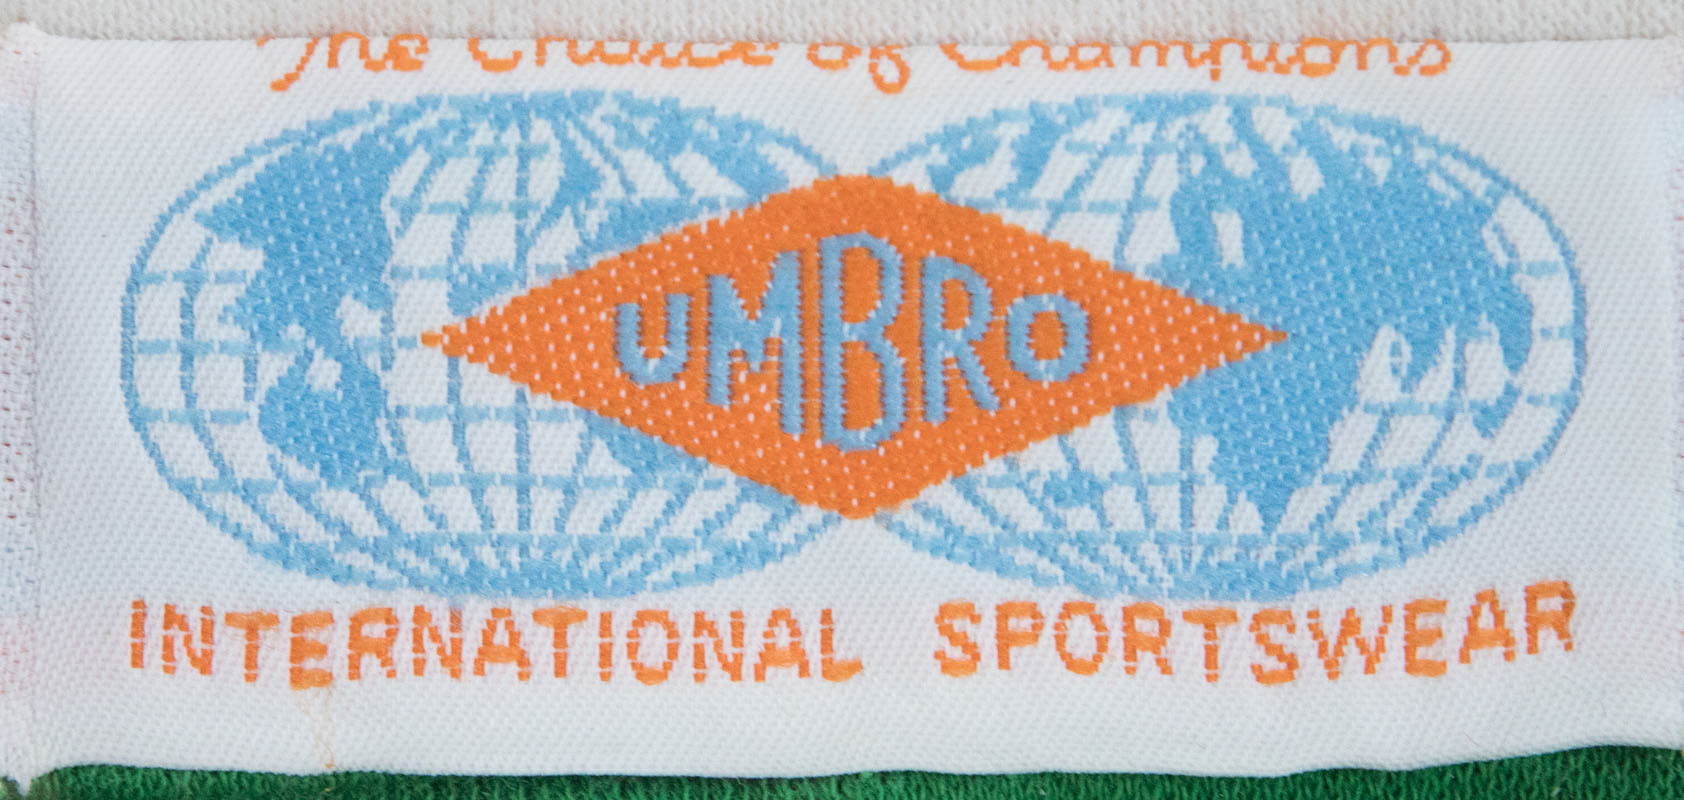 The Choice of Champions
UMBRO
INTERNATIONAL SPORTSWEAR